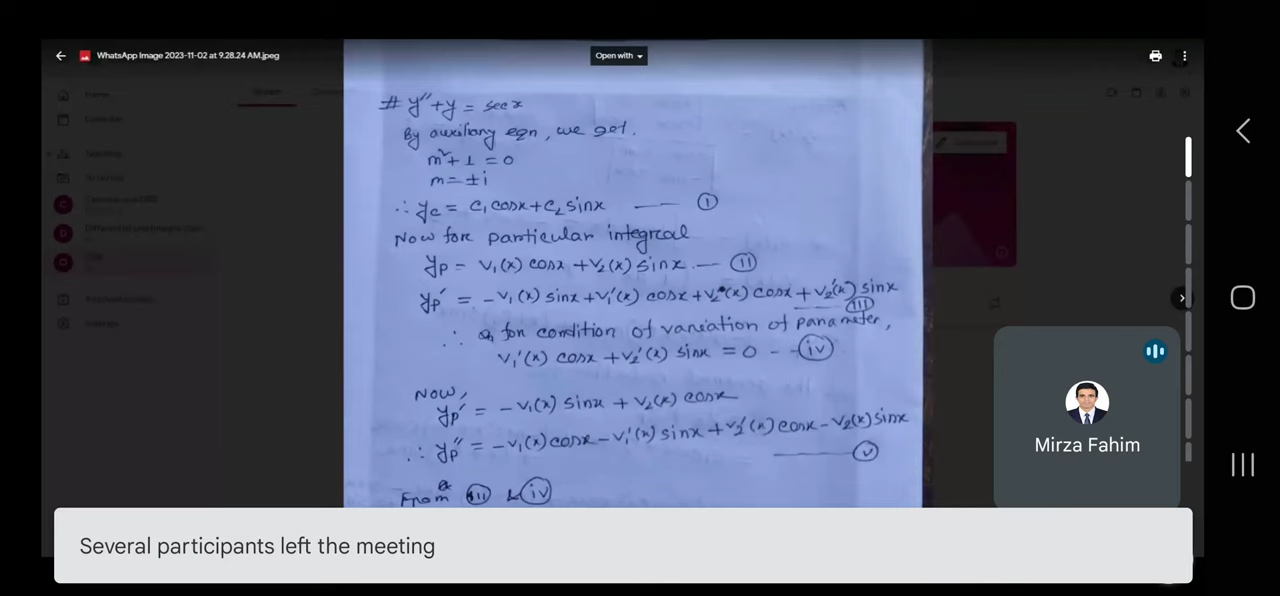 WhatsApp Image 2023-11-02 at 9.28.24 AM.jpeg
Open with
# y″+y = sec x
By auxiliary eqn, we get.
m²+1 = 0
m = ±i
∴ yc = c₁ cosx + c₂ sinx —— (i)
Now for particular integral
yp = v₁(x) cosx + v₂(x) sinx — (ii)
yp′ = -v₁(x) sinx + v₁′(x) cosx + v₂(x) cosx + v₂′(x) sinx
—— (iii)
∴ for condition of variation of parameter,
v₁′(x) cosx + v₂′(x) sinx = 0 - - (iv)
Now,
yp′ = -v₁(x) sinx + v₂(x) cosx
∴ yp″ = -v₁(x) cosx - v₁′(x) sinx + v₂′(x) cosx - v₂(x) sinx
—— (v)
From (iii) & (iv)
Mirza Fahim
Several participants left the meeting